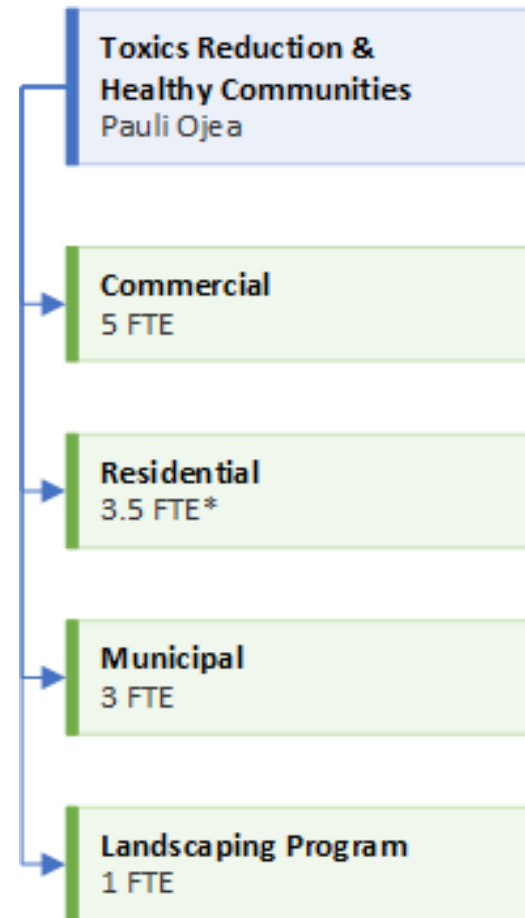 Toxics Reduction &
Healthy Communities
Pauli Ojea
Commercial
5 FTE
Residential
3.5 FTE*
Municipal
3 FTE
Landscaping Program
1 FTE